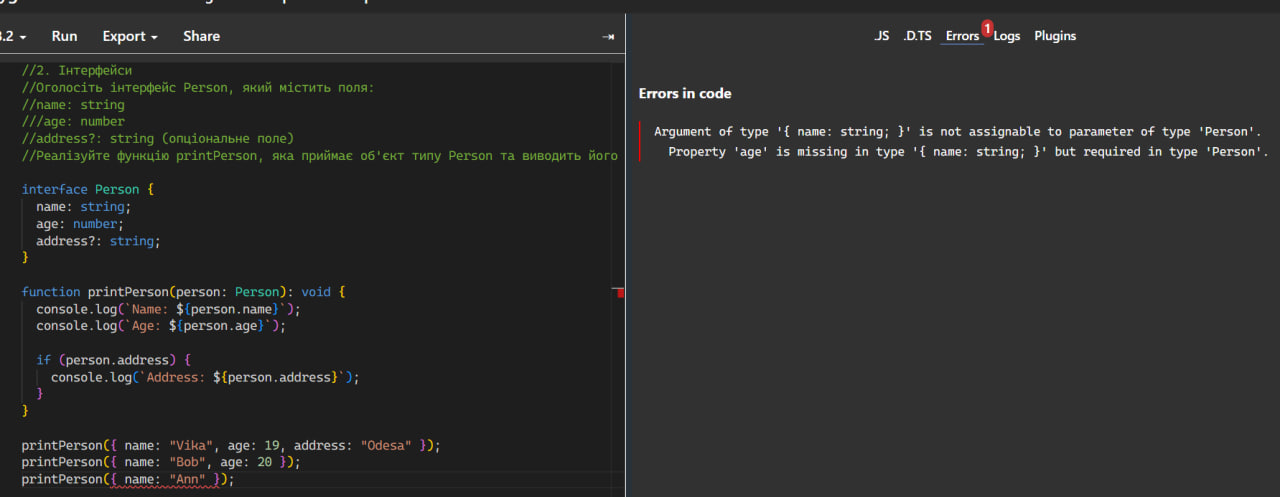 3.2
Run
Export
Share
.JS
.D.TS
Errors
1
Logs
Plugins
//2. Інтерфейси
//Оголосіть інтерфейс Person, який містить поля:
//name: string
///age: number
//address?: string (опціональне поле)
//Реалізуйте функцію printPerson, яка приймає об'єкт типу Person та виводить його
interface Person {
name: string;
age: number;
address?: string;
}
function printPerson(person: Person): void {
console.log(`Name: ${person.name}`);
console.log(`Age: ${person.age}`);
if (person.address) {
console.log(`Address: ${person.address}`);
}
}
printPerson({ name: "Vika", age: 19, address: "Odesa" });
printPerson({ name: "Bob", age: 20 });
printPerson({ name: "Ann" });
Errors in code
Argument of type '{ name: string; }' is not assignable to parameter of type 'Person'.
Property 'age' is missing in type '{ name: string; }' but required in type 'Person'.